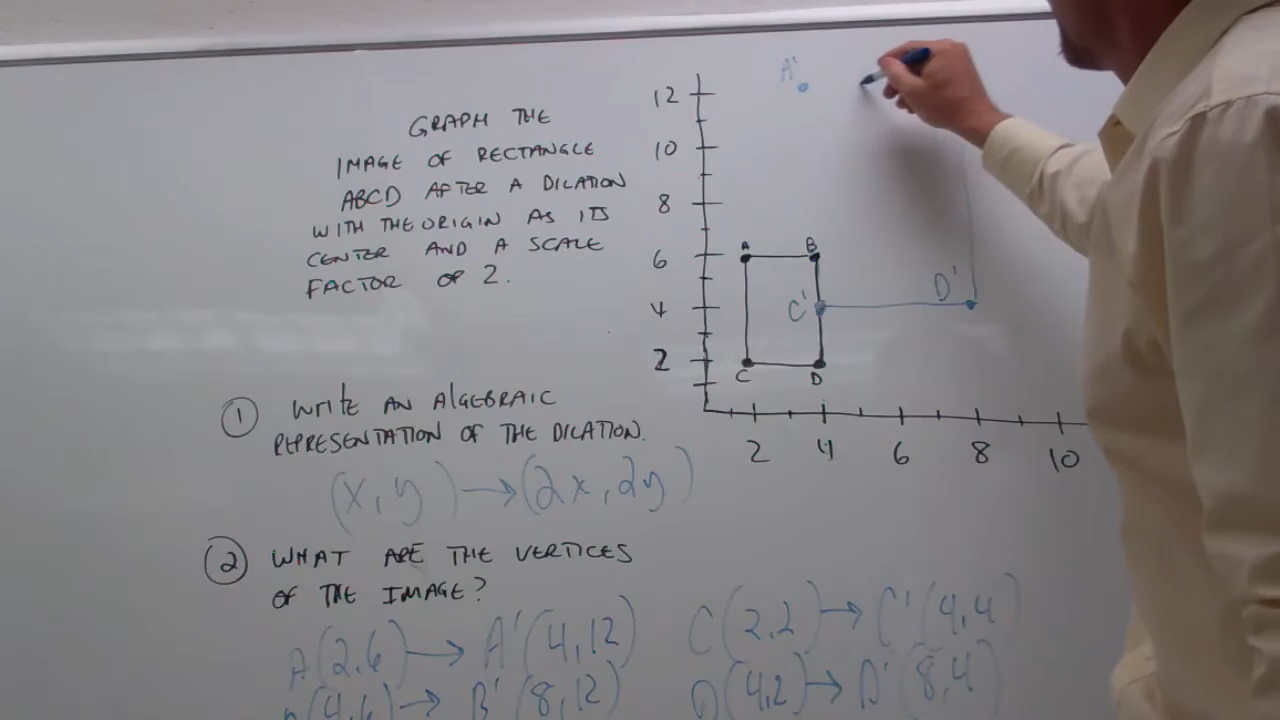 GRAPH THE
IMAGE OF RECTANGLE
ABCD AFTER A DILATION
WITH THE ORIGIN AS ITS
CENTER AND A SCALE
FACTOR OF 2.
A'
12
10
8
6
4
2
A
B
C'
D'
C
D
2
4
6
8
10
1 WRITE AN ALGEBRAIC
REPRESENTATION OF THE DILATION.
(x, y) → (2x, 2y)
2 WHAT ARE THE VERTICES
OF THE IMAGE?
A(2,6) → A'(4,12)
C(2,2) → C'(4,4)
(4,6) → B'(8,12)
D(4,2) → D'(8,4)